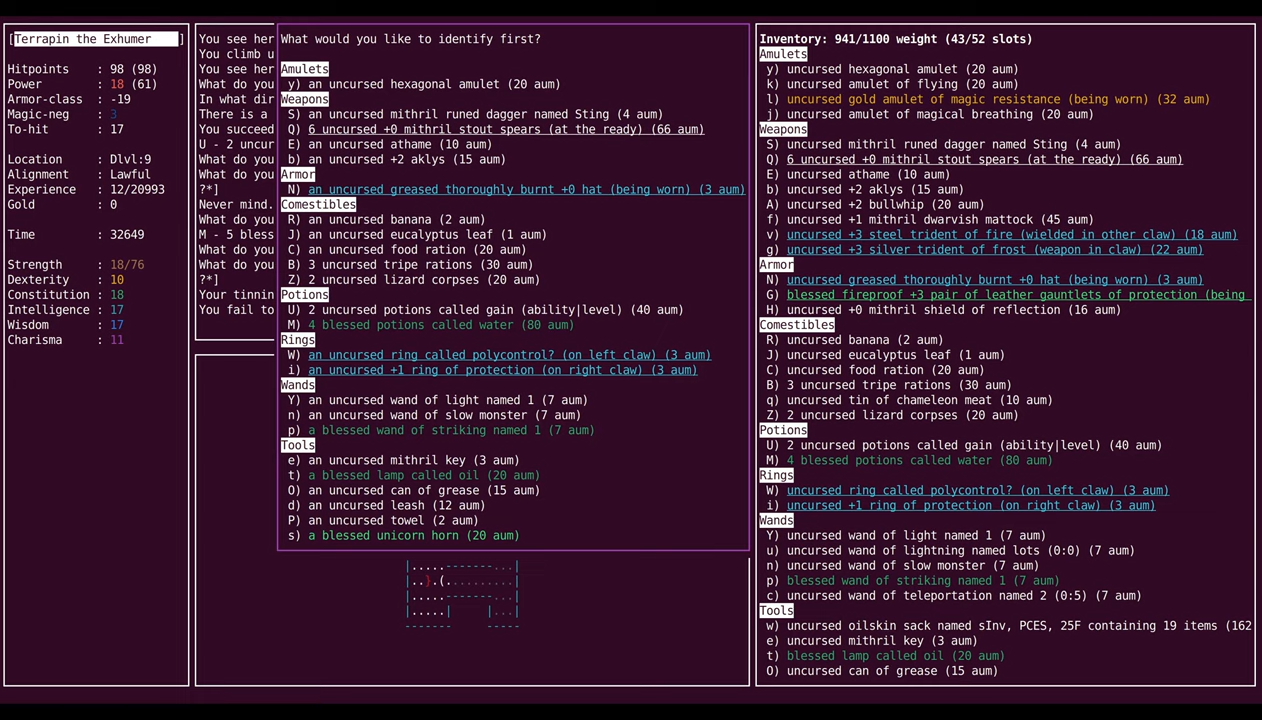 [Terrapin the Exhumer ]
Hitpoints : 98 (98)
Power : 18 (61)
Armor-class : -19
Magic-neg : 3
To-hit : 17
Location : Dlvl:9
Alignment : Lawful
Experience : 12/20993
Gold : 0
Time : 32649
Strength : 18/76
Dexterity : 10
Constitution : 18
Intelligence : 17
Wisdom : 17
Charisma : 11
You see her
You climb u
You see her
What do you
In what dir
There is a
You succeed
U - 2 uncur
What do you
What do you
?*]
Never mind.
What do you
M - 5 bless
What do you
What do you
?*]
Your tinnin
You fail to
What would you like to identify first?
Amulets
y) an uncursed hexagonal amulet (20 aum)
Weapons
S) an uncursed mithril runed dagger named Sting (4 aum)
Q) 6 uncursed +0 mithril stout spears (at the ready) (66 aum)
E) an uncursed athame (10 aum)
b) an uncursed +2 aklys (15 aum)
Armor
N) an uncursed greased thoroughly burnt +0 hat (being worn) (3 aum)
Comestibles
R) an uncursed banana (2 aum)
J) an uncursed eucalyptus leaf (1 aum)
C) an uncursed food ration (20 aum)
B) 3 uncursed tripe rations (30 aum)
Z) 2 uncursed lizard corpses (20 aum)
Potions
U) 2 uncursed potions called gain (ability|level) (40 aum)
M) 4 blessed potions called water (80 aum)
Rings
W) an uncursed ring called polycontrol? (on left claw) (3 aum)
i) an uncursed +1 ring of protection (on right claw) (3 aum)
Wands
Y) an uncursed wand of light named 1 (7 aum)
n) an uncursed wand of slow monster (7 aum)
p) a blessed wand of striking named 1 (7 aum)
Tools
e) an uncursed mithril key (3 aum)
t) a blessed lamp called oil (20 aum)
O) an uncursed can of grease (15 aum)
d) an uncursed leash (12 aum)
P) an uncursed towel (2 aum)
s) a blessed unicorn horn (20 aum)
|.....-------...|
|..}.(..........|
|.....-------...|
|.....|    |...|
------     -----
Inventory: 941/1100 weight (43/52 slots)
Amulets
y) uncursed hexagonal amulet (20 aum)
k) uncursed amulet of flying (20 aum)
l) uncursed gold amulet of magic resistance (being worn) (32 aum)
j) uncursed amulet of magical breathing (20 aum)
Weapons
S) uncursed mithril runed dagger named Sting (4 aum)
Q) 6 uncursed +0 mithril stout spears (at the ready) (66 aum)
E) uncursed athame (10 aum)
b) uncursed +2 aklys (15 aum)
A) uncursed +2 bullwhip (20 aum)
f) uncursed +1 mithril dwarvish mattock (45 aum)
v) uncursed +3 steel trident of fire (wielded in other claw) (18 aum)
g) uncursed +3 silver trident of frost (weapon in claw) (22 aum)
Armor
N) uncursed greased thoroughly burnt +0 hat (being worn) (3 aum)
G) blessed fireproof +3 pair of leather gauntlets of protection (being
H) uncursed +0 mithril shield of reflection (16 aum)
Comestibles
R) uncursed banana (2 aum)
J) uncursed eucalyptus leaf (1 aum)
C) uncursed food ration (20 aum)
B) 3 uncursed tripe rations (30 aum)
q) uncursed tin of chameleon meat (10 aum)
Z) 2 uncursed lizard corpses (20 aum)
Potions
U) 2 uncursed potions called gain (ability|level) (40 aum)
M) 4 blessed potions called water (80 aum)
Rings
W) uncursed ring called polycontrol? (on left claw) (3 aum)
i) uncursed +1 ring of protection (on right claw) (3 aum)
Wands
Y) uncursed wand of light named 1 (7 aum)
u) uncursed wand of lightning named lots (0:0) (7 aum)
n) uncursed wand of slow monster (7 aum)
p) blessed wand of striking named 1 (7 aum)
c) uncursed wand of teleportation named 2 (0:5) (7 aum)
Tools
w) uncursed oilskin sack named sInv, PCES, 25F containing 19 items (162
e) uncursed mithril key (3 aum)
t) blessed lamp called oil (20 aum)
O) uncursed can of grease (15 aum)